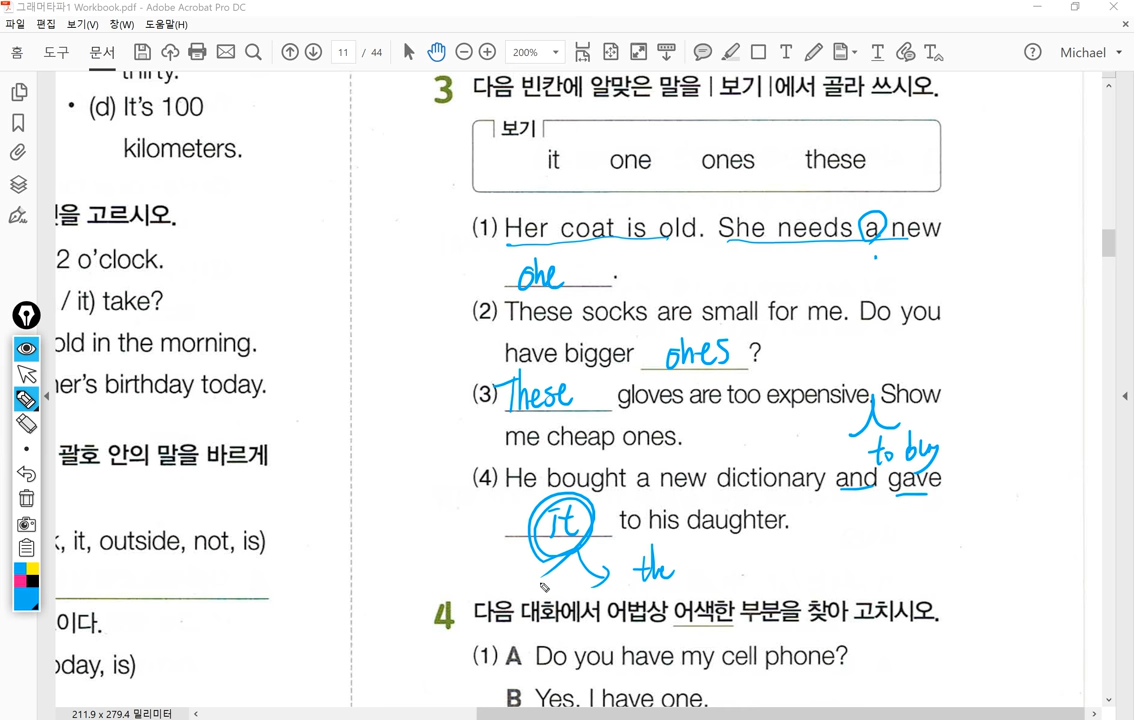 그래머타파1 Workbook.pdf - Adobe Acrobat Pro DC
파일 편집 보기(V) 창(W) 도움말(H)
홈 도구 문서 11 / 44 200% Michael
thirty.
• (d) It's 100
kilometers.
것을 고르시오.
2 o'clock.
/ it) take?
old in the morning.
ner's birthday today.
괄호 안의 말을 바르게
k, it, outside, not, is)
이다.
oday, is)
3 다음 빈칸에 알맞은 말을 | 보기 |에서 골라 쓰시오.
보기
it one ones these
(1) Her coat is old. She needs a new
one .
(2) These socks are small for me. Do you
have bigger ones ?
(3) These gloves are too expensive. Show
me cheap ones.
to buy
(4) He bought a new dictionary and gave
it to his daughter.
the
4 다음 대화에서 어법상 어색한 부분을 찾아 고치시오.
(1) A Do you have my cell phone?
B Yes, I have one.
211.9 x 279.4 밀리미터